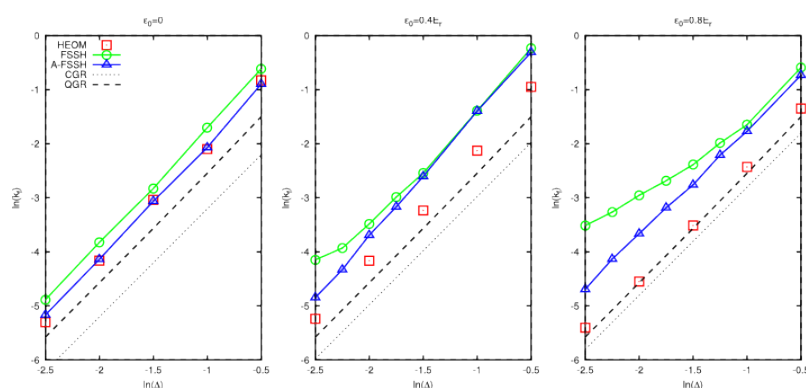 ε0=0
ε0=0.4Er
ε0=0.8Er
HEOM
FSSH
A-FSSH
CGR
QGR
ln(kf)
0
-1
-2
-3
-4
-5
-6
-2.5 -2 -1.5 -1 -0.5
ln(Δ)
ln(kf)
0
-1
-2
-3
-4
-5
-6
-2.5 -2 -1.5 -1 -0.5
ln(Δ)
ln(kf)
0
-1
-2
-3
-4
-5
-6
-2.5 -2 -1.5 -1 -0.5
ln(Δ)